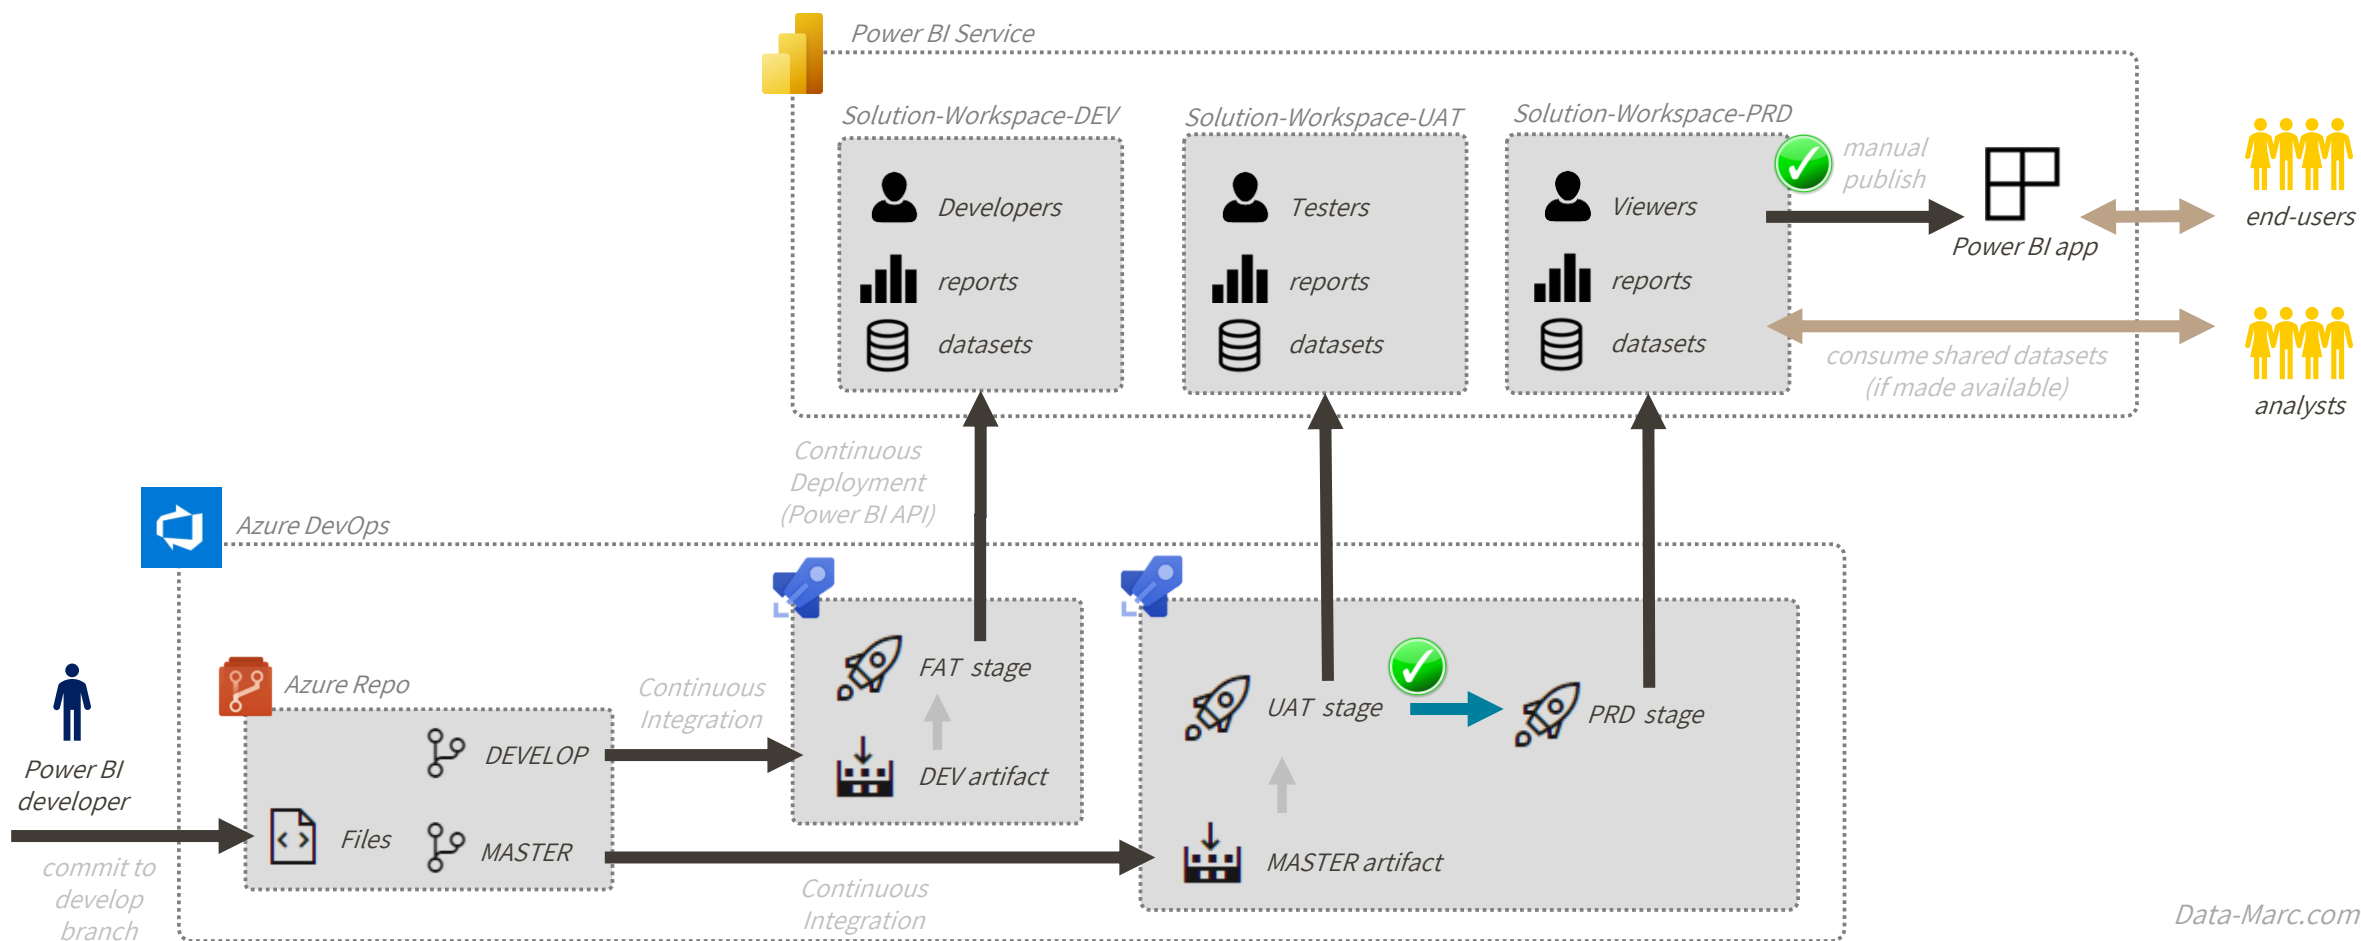 Power BI Service
Solution-Workspace-DEV
Solution-Workspace-UAT
Solution-Workspace-PRD
Developers
reports
datasets
Testers
reports
datasets
Viewers
reports
datasets
manual
publish
Power BI app
end-users
consume shared datasets
(if made available)
analysts
Continuous
Deployment
(Power BI API)
Azure DevOps
Power BI
developer
commit to
develop
branch
Azure Repo
Files
DEVELOP
MASTER
Continuous
Integration
FAT stage
DEV artifact
Continuous
Integration
UAT stage
PRD stage
MASTER artifact
Data-Marc.com